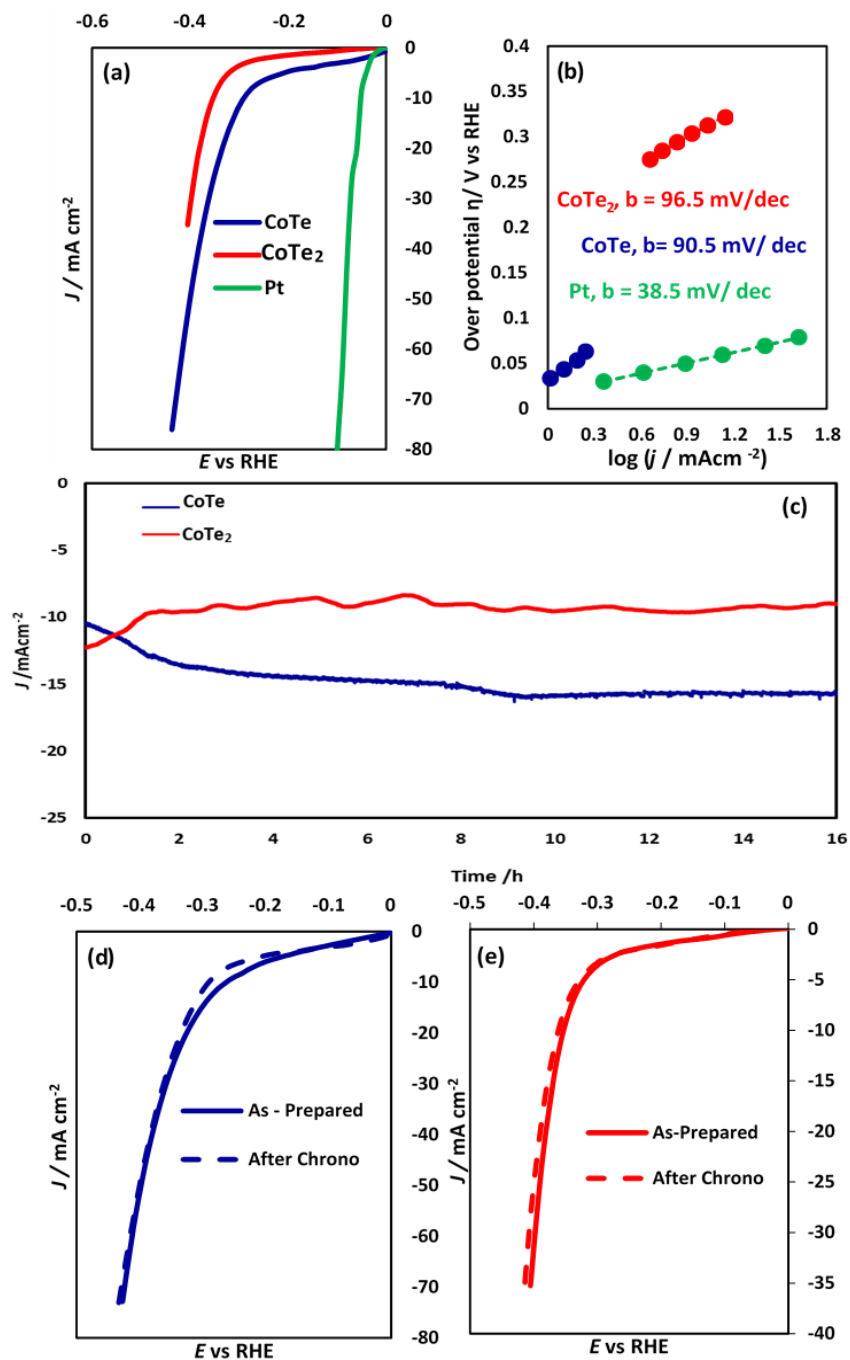 -0.6 -0.4 -0.2 0
(a)
0
-10
-20
-30
-40
-50
-60
-70
-80
CoTe
CoTe₂
Pt
J / mA cm⁻²
E vs RHE
(b)
0.4
0.35
0.3
0.25
0.2
0.15
0.1
0.05
0
Over potential η/ V vs RHE
CoTe₂, b = 96.5 mV/dec
CoTe, b= 90.5 mV/ dec
Pt, b = 38.5 mV/ dec
0 0.3 0.6 0.9 1.2 1.5 1.8
log (j / mAcm ⁻²)
(c)
0
-5
-10
-15
-20
-25
J /mAcm⁻²
CoTe
CoTe₂
0 2 4 6 8 10 12 14 16
Time /h
-0.5 -0.4 -0.3 -0.2 -0.1 0
(d)
0
-10
-20
-30
-40
-50
-60
-70
-80
J / mA cm⁻²
As - Prepared
After Chrono
E vs RHE
-0.5 -0.4 -0.3 -0.2 -0.1 0
(e)
0
-5
-10
-15
-20
-25
-30
-35
-40
J / mA cm⁻²
As-Prepared
After Chrono
E vs RHE